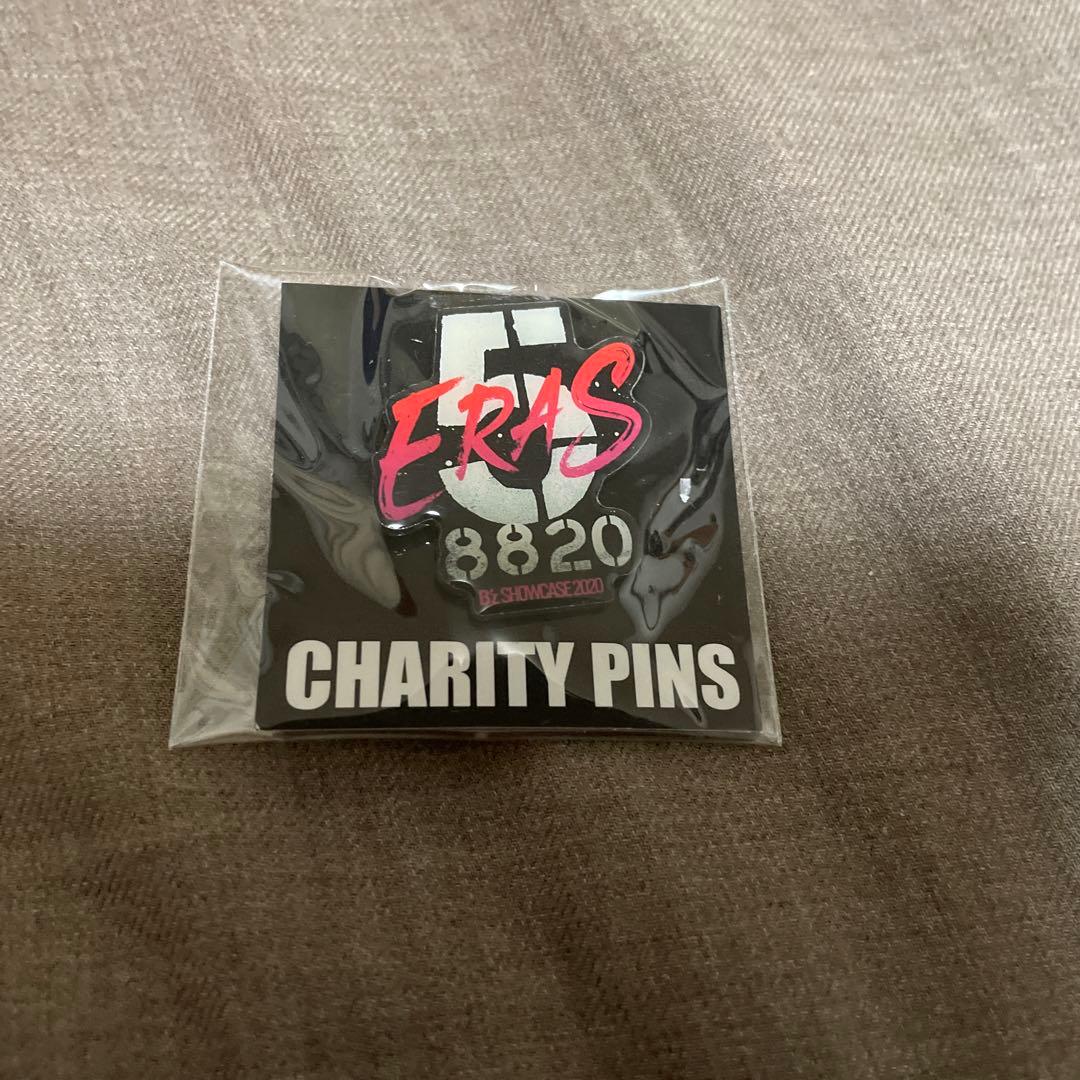 5
ERAS
8820
B'z SHOWCASE 2020
CHARITY PINS